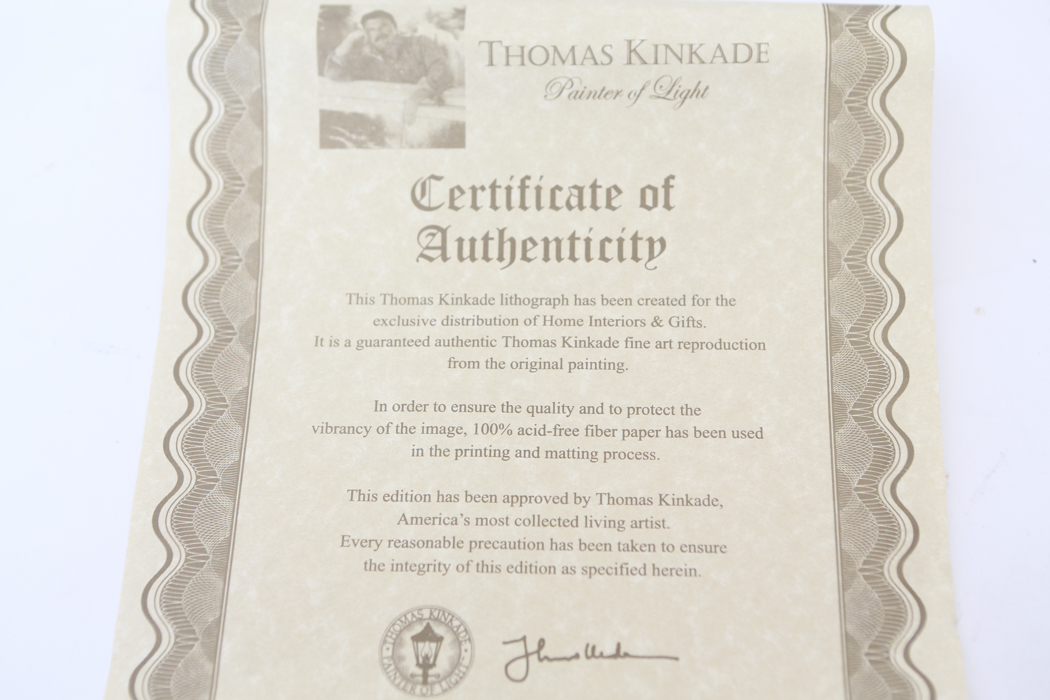 THOMAS KINKADE
Painter of Light
Certificate of
Authenticity
This Thomas Kinkade lithograph has been created for the
exclusive distribution of Home Interiors & Gifts.
It is a guaranteed authentic Thomas Kinkade fine art reproduction
from the original painting.
In order to ensure the quality and to protect the
vibrancy of the image, 100% acid-free fiber paper has been used
in the printing and matting process.
This edition has been approved by Thomas Kinkade,
America's most collected living artist.
Every reasonable precaution has been taken to ensure
the integrity of this edition as specified herein.
THOMAS KINKADE
PAINTER OF LIGHT